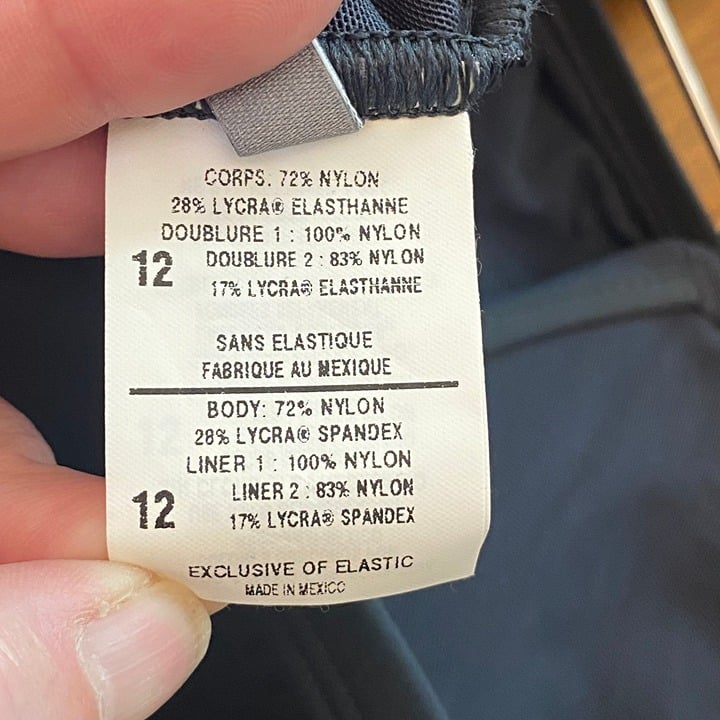 CORPS: 72% NYLON
28% LYCRA® ELASTHANNE
DOUBLURE 1 : 100% NYLON
12 DOUBLURE 2 : 83% NYLON
17% LYCRA® ELASTHANNE
SANS ELASTIQUE
FABRIQUE AU MEXIQUE
BODY: 72% NYLON
28% LYCRA® SPANDEX
LINER 1 : 100% NYLON
12 LINER 2 : 83% NYLON
17% LYCRA® SPANDEX
EXCLUSIVE OF ELASTIC
MADE IN MEXICO